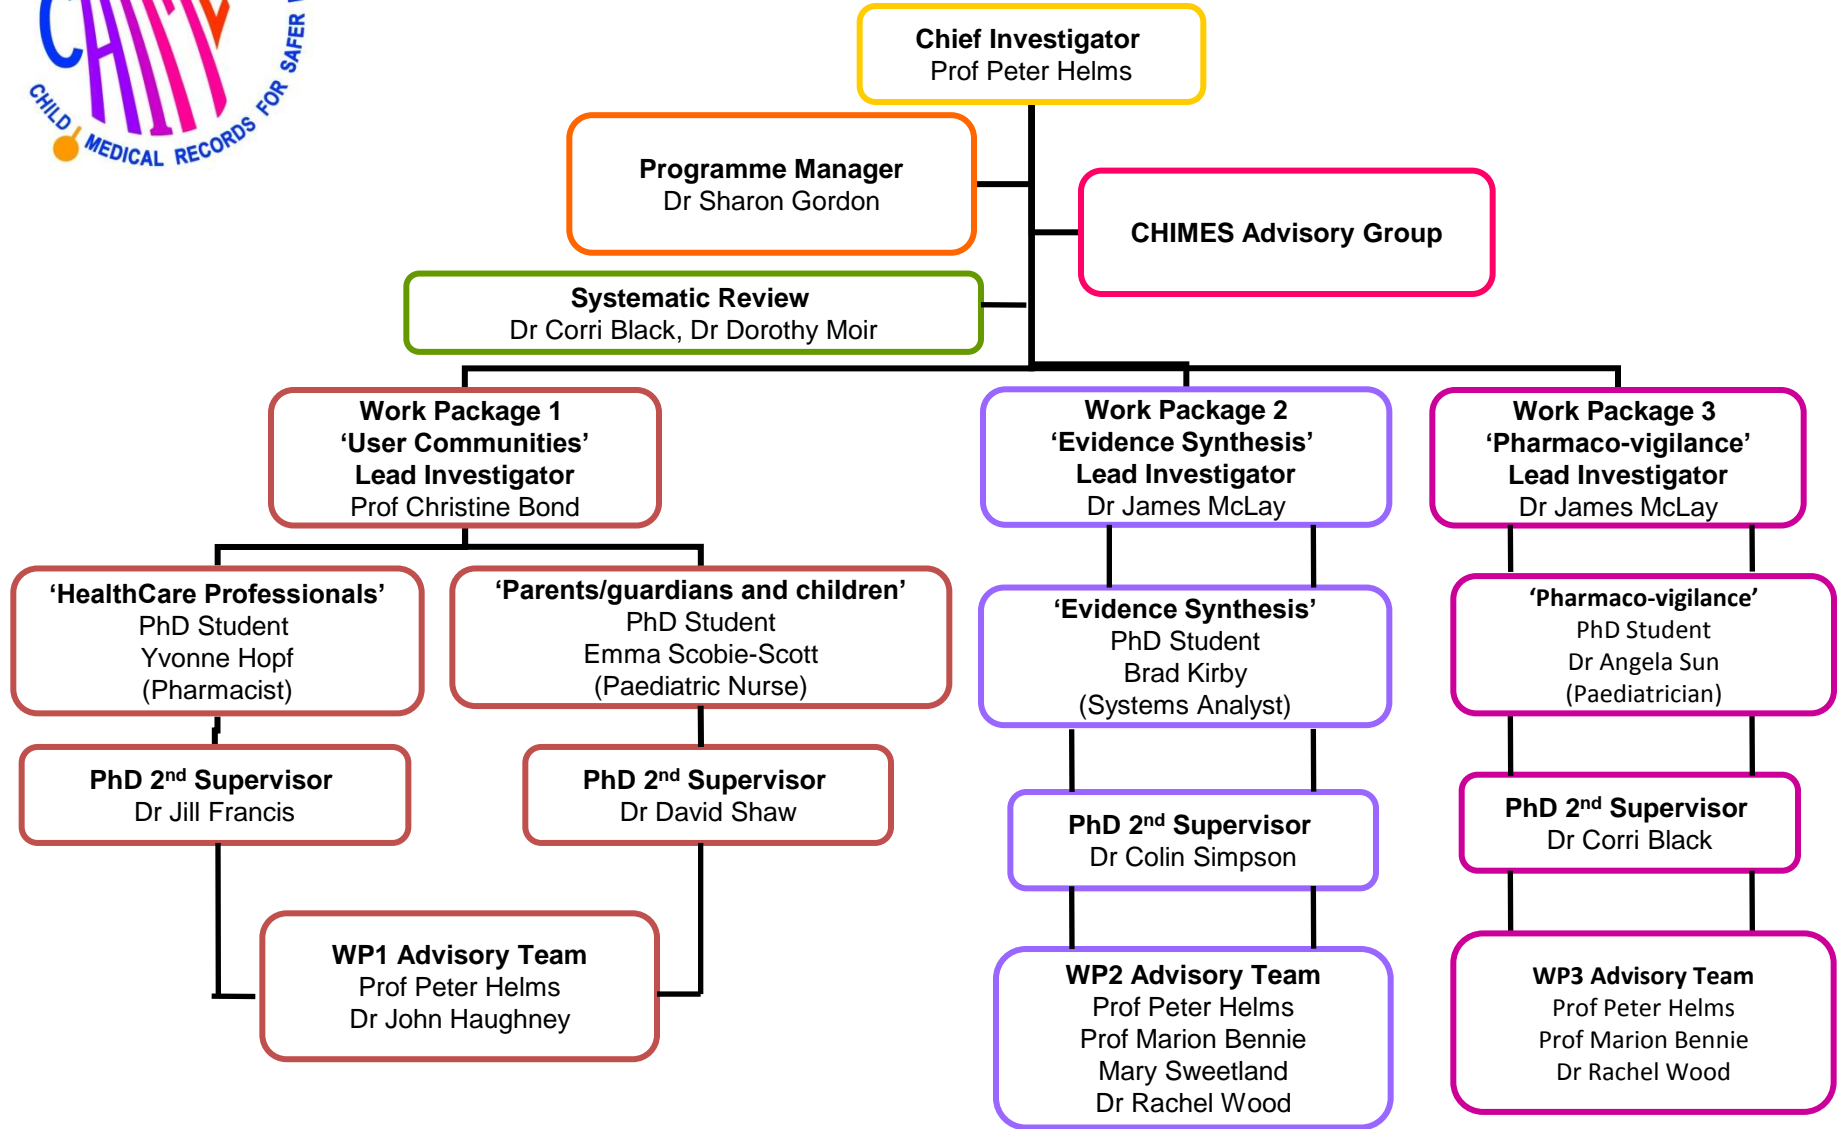 CHILD MEDICAL RECORDS FOR SAFER
Chief Investigator
Prof Peter Helms
Programme Manager
Dr Sharon Gordon
CHIMES Advisory Group
Systematic Review
Dr Corri Black, Dr Dorothy Moir
Work Package 1
‘User Communities’
Lead Investigator
Prof Christine Bond
Work Package 2
‘Evidence Synthesis’
Lead Investigator
Dr James McLay
Work Package 3
‘Pharmaco-vigilance’
Lead Investigator
Dr James McLay
‘HealthCare Professionals’
PhD Student
Yvonne Hopf
(Pharmacist)
‘Parents/guardians and children’
PhD Student
Emma Scobie-Scott
(Paediatric Nurse)
‘Evidence Synthesis’
PhD Student
Brad Kirby
(Systems Analyst)
‘Pharmaco-vigilance’
PhD Student
Dr Angela Sun
(Paediatrician)
PhD 2nd Supervisor
Dr Jill Francis
PhD 2nd Supervisor
Dr David Shaw
PhD 2nd Supervisor
Dr Colin Simpson
PhD 2nd Supervisor
Dr Corri Black
WP1 Advisory Team
Prof Peter Helms
Dr John Haughney
WP2 Advisory Team
Prof Peter Helms
Prof Marion Bennie
Mary Sweetland
Dr Rachel Wood
WP3 Advisory Team
Prof Peter Helms
Prof Marion Bennie
Dr Rachel Wood